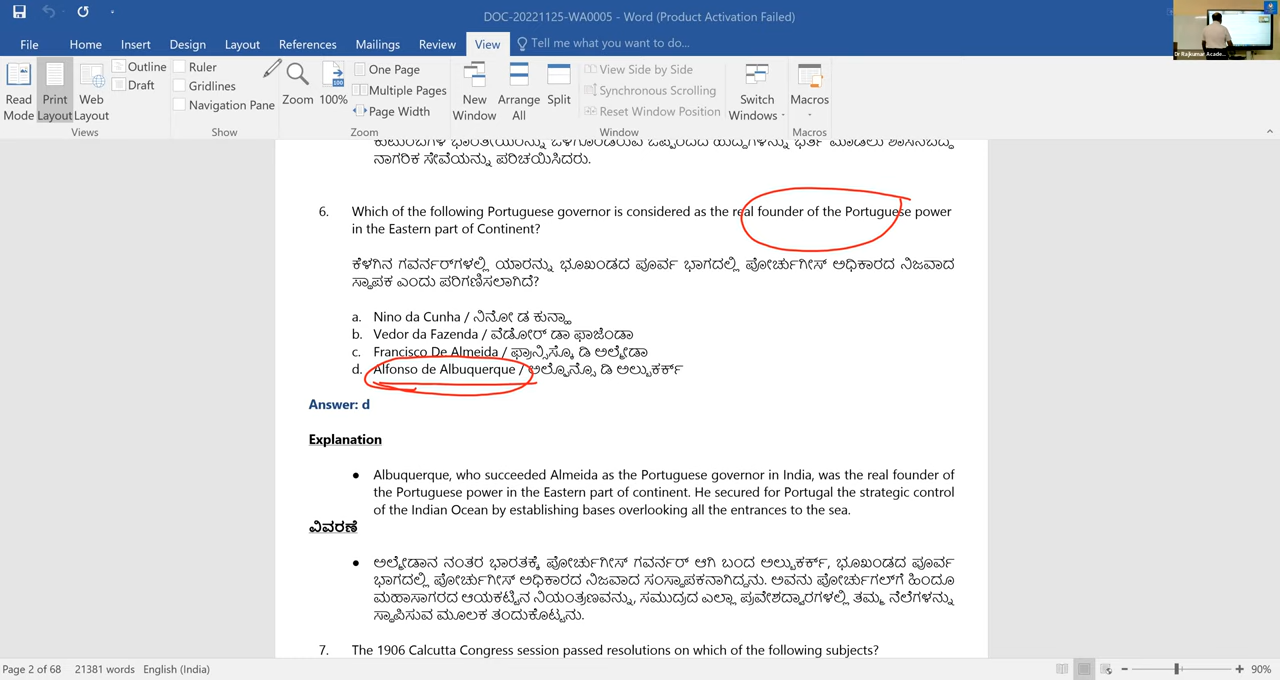 DOC-20221125-WA0005 - Word (Product Activation Failed)
File Home Insert Design Layout References Mailings Review View Tell me what you want to do...
Read Mode
Print Layout
Web Layout
Outline
Draft
Views
Ruler
Gridlines
Navigation Pane
Show
Zoom
100%
One Page
Multiple Pages
Page Width
Zoom
New Window
Arrange All
Split
View Side by Side
Synchronous Scrolling
Reset Window Position
Window
Switch Windows
Macros
Macros
Dr Rajkumar Acade...
ನಾಗರಿಕ ಸೇವೆಯನ್ನು ಪರಿಚಯಿಸಿದರು.
6. Which of the following Portuguese governor is considered as the real founder of the Portuguese power
in the Eastern part of Continent?
ಕೆಳಗಿನ ಗವರ್ನರ್‌ಗಳಲ್ಲಿ ಯಾರನ್ನು ಭೂಖಂಡದ ಪೂರ್ವ ಭಾಗದಲ್ಲಿ ಪೋರ್ಚುಗೀಸ್ ಅಧಿಕಾರದ ನಿಜವಾದ
ಸ್ಥಾಪಕ ಎಂದು ಪರಿಗಣಿಸಲಾಗಿದೆ?
a. Nino da Cunha / ನಿನೋ ಡ ಕುನ್ಹಾ
b. Vedor da Fazenda / ವೆಡೋರ್ ಡಾ ಫಾಜೆಂಡಾ
c. Francisco De Almeida / ಫ್ರಾನ್ಸಿಸ್ಕೊ ಡಿ ಅಲ್ಮೇಡಾ
d. Alfonso de Albuquerque / ಅಲ್ಫೊನ್ಸೊ ಡಿ ಅಲ್ಬುಕರ್ಕ್
Answer: d
Explanation
● Albuquerque, who succeeded Almeida as the Portuguese governor in India, was the real founder of
the Portuguese power in the Eastern part of continent. He secured for Portugal the strategic control
of the Indian Ocean by establishing bases overlooking all the entrances to the sea.
ವಿವರಣೆ
● ಅಲ್ಮೇಡಾನ ನಂತರ ಭಾರತಕ್ಕೆ ಪೋರ್ಚುಗೀಸ್ ಗವರ್ನರ್ ಆಗಿ ಬಂದ ಅಲ್ಬುಕರ್ಕ್, ಭೂಖಂಡದ ಪೂರ್ವ
ಭಾಗದಲ್ಲಿ ಪೋರ್ಚುಗೀಸ್ ಅಧಿಕಾರದ ನಿಜವಾದ ಸಂಸ್ಥಾಪಕನಾಗಿದ್ದನು. ಅವನು ಪೋರ್ಚುಗಲ್‌ಗೆ ಹಿಂದೂ
ಮಹಾಸಾಗರದ ಆಯಕಟ್ಟಿನ ನಿಯಂತ್ರಣವನ್ನು, ಸಮುದ್ರದ ಎಲ್ಲಾ ಪ್ರವೇಶದ್ವಾರಗಳಲ್ಲಿ ತಮ್ಮ ನೆಲೆಗಳನ್ನು
ಸ್ಥಾಪಿಸುವ ಮೂಲಕ ತಂದುಕೊಟ್ಟನು.
7. The 1906 Calcutta Congress session passed resolutions on which of the following subjects?
Page 2 of 68 21381 words English (India) 90%